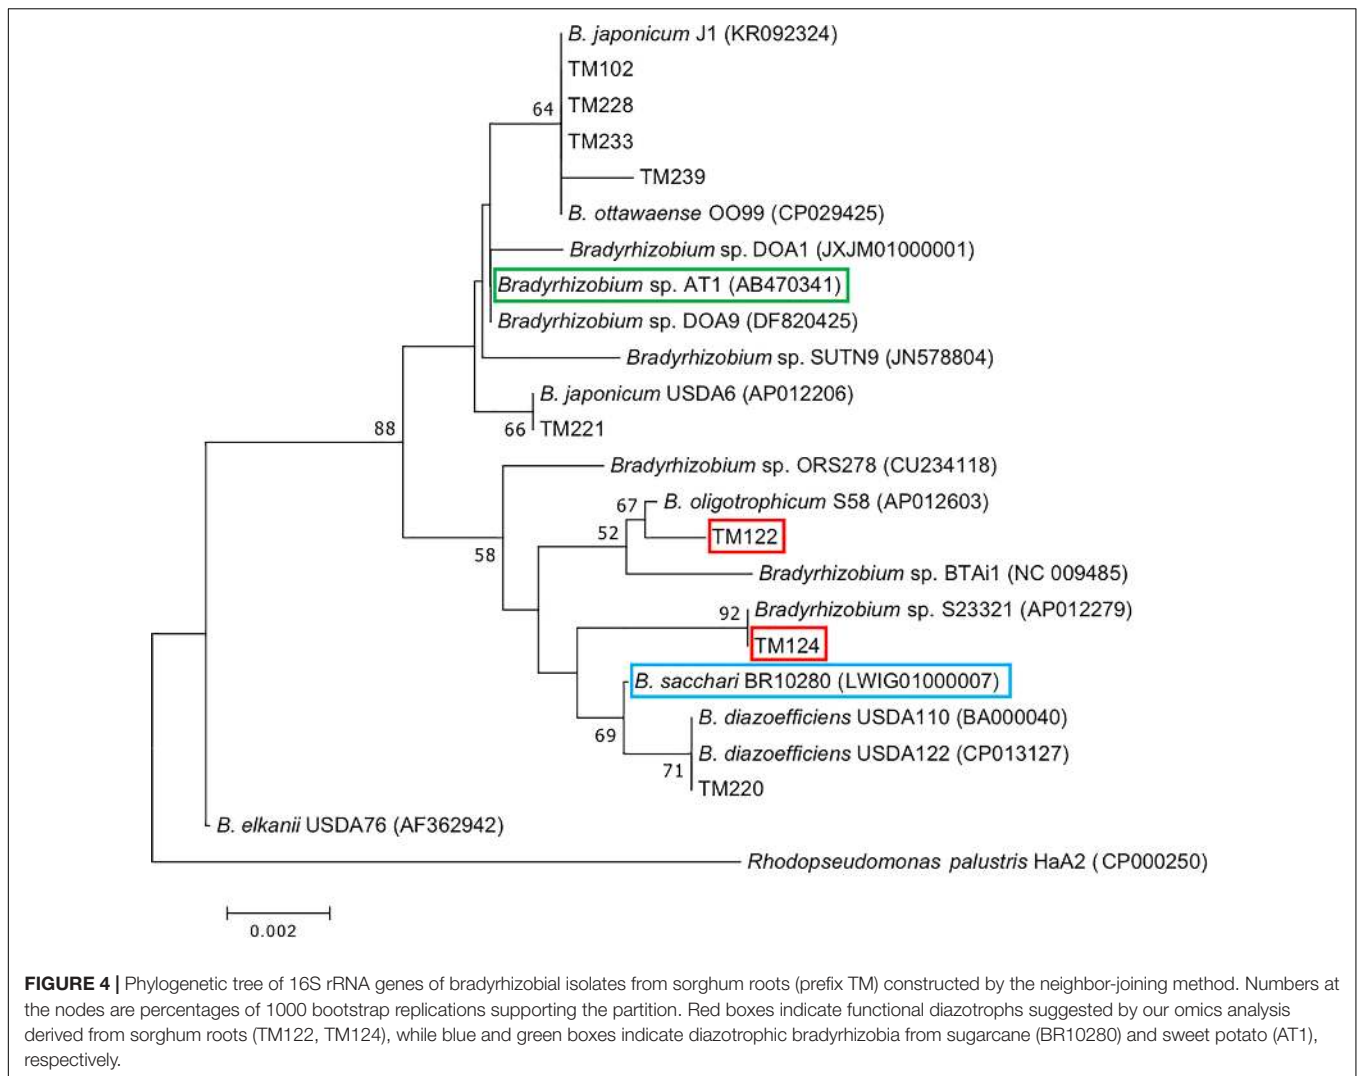 B. japonicum J1 (KR092324)
TM102
64
TM228
TM233
TM239
B. ottawaense OO99 (CP029425)
Bradyrhizobium sp. DOA1 (JXJM01000001)
Bradyrhizobium sp. AT1 (AB470341)
Bradyrhizobium sp. DOA9 (DF820425)
Bradyrhizobium sp. SUTN9 (JN578804)
B. japonicum USDA6 (AP012206)
88
66
TM221
Bradyrhizobium sp. ORS278 (CU234118)
67
B. oligotrophicum S58 (AP012603)
52
TM122
58
Bradyrhizobium sp. BTAi1 (NC 009485)
92
Bradyrhizobium sp. S23321 (AP012279)
TM124
B. sacchari BR10280 (LWIG01000007)
B. diazoefficiens USDA110 (BA000040)
69
B. diazoefficiens USDA122 (CP013127)
71
TM220
B. elkanii USDA76 (AF362942)
Rhodopseudomonas palustris HaA2 (CP000250)
0.002
FIGURE 4 | Phylogenetic tree of 16S rRNA genes of bradyrhizobial isolates from sorghum roots (prefix TM) constructed by the neighbor-joining method. Numbers at
the nodes are percentages of 1000 bootstrap replications supporting the partition. Red boxes indicate functional diazotrophs suggested by our omics analysis
derived from sorghum roots (TM122, TM124), while blue and green boxes indicate diazotrophic bradyrhizobia from sugarcane (BR10280) and sweet potato (AT1),
respectively.